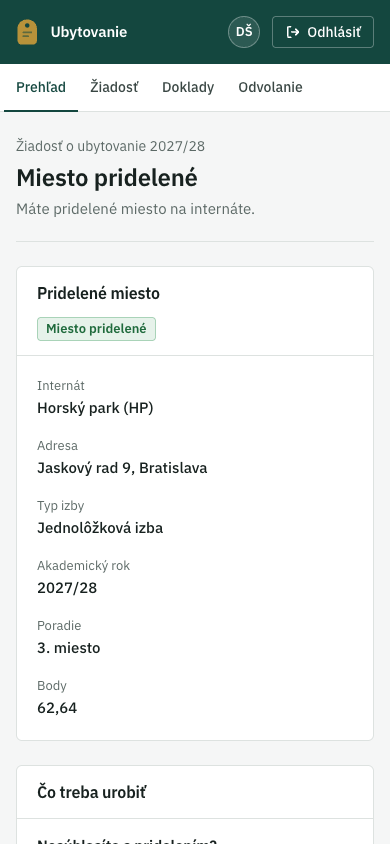 Ubytovanie
DŠ
Odhlásiť
Prehľad
Žiadosť
Doklady
Odvolanie
Žiadosť o ubytovanie 2027/28
Miesto pridelené
Máte pridelené miesto na internáte.
Pridelené miesto
Miesto pridelené
Internát
Horský park (HP)
Adresa
Jaskový rad 9, Bratislava
Typ izby
Jednolôžková izba
Akademický rok
2027/28
Poradie
3. miesto
Body
62,64
Čo treba urobiť
Nesúhlasíte s pridelením?